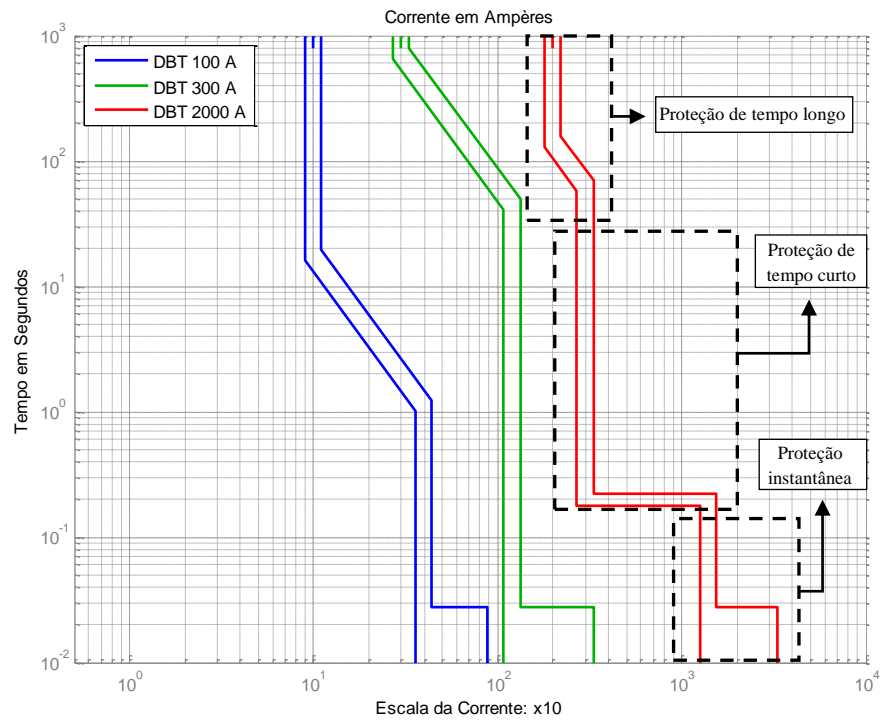 Corrente em Ampères
DBT 100 A
DBT 300 A
DBT 2000 A
Proteção de tempo longo
Proteção de
tempo curto
Proteção
instantânea
Tempo em Segundos
10^3
10^2
10^1
10^0
10^-1
10^-2
10^0
10^1
10^2
10^3
10^4
Escala da Corrente: x10